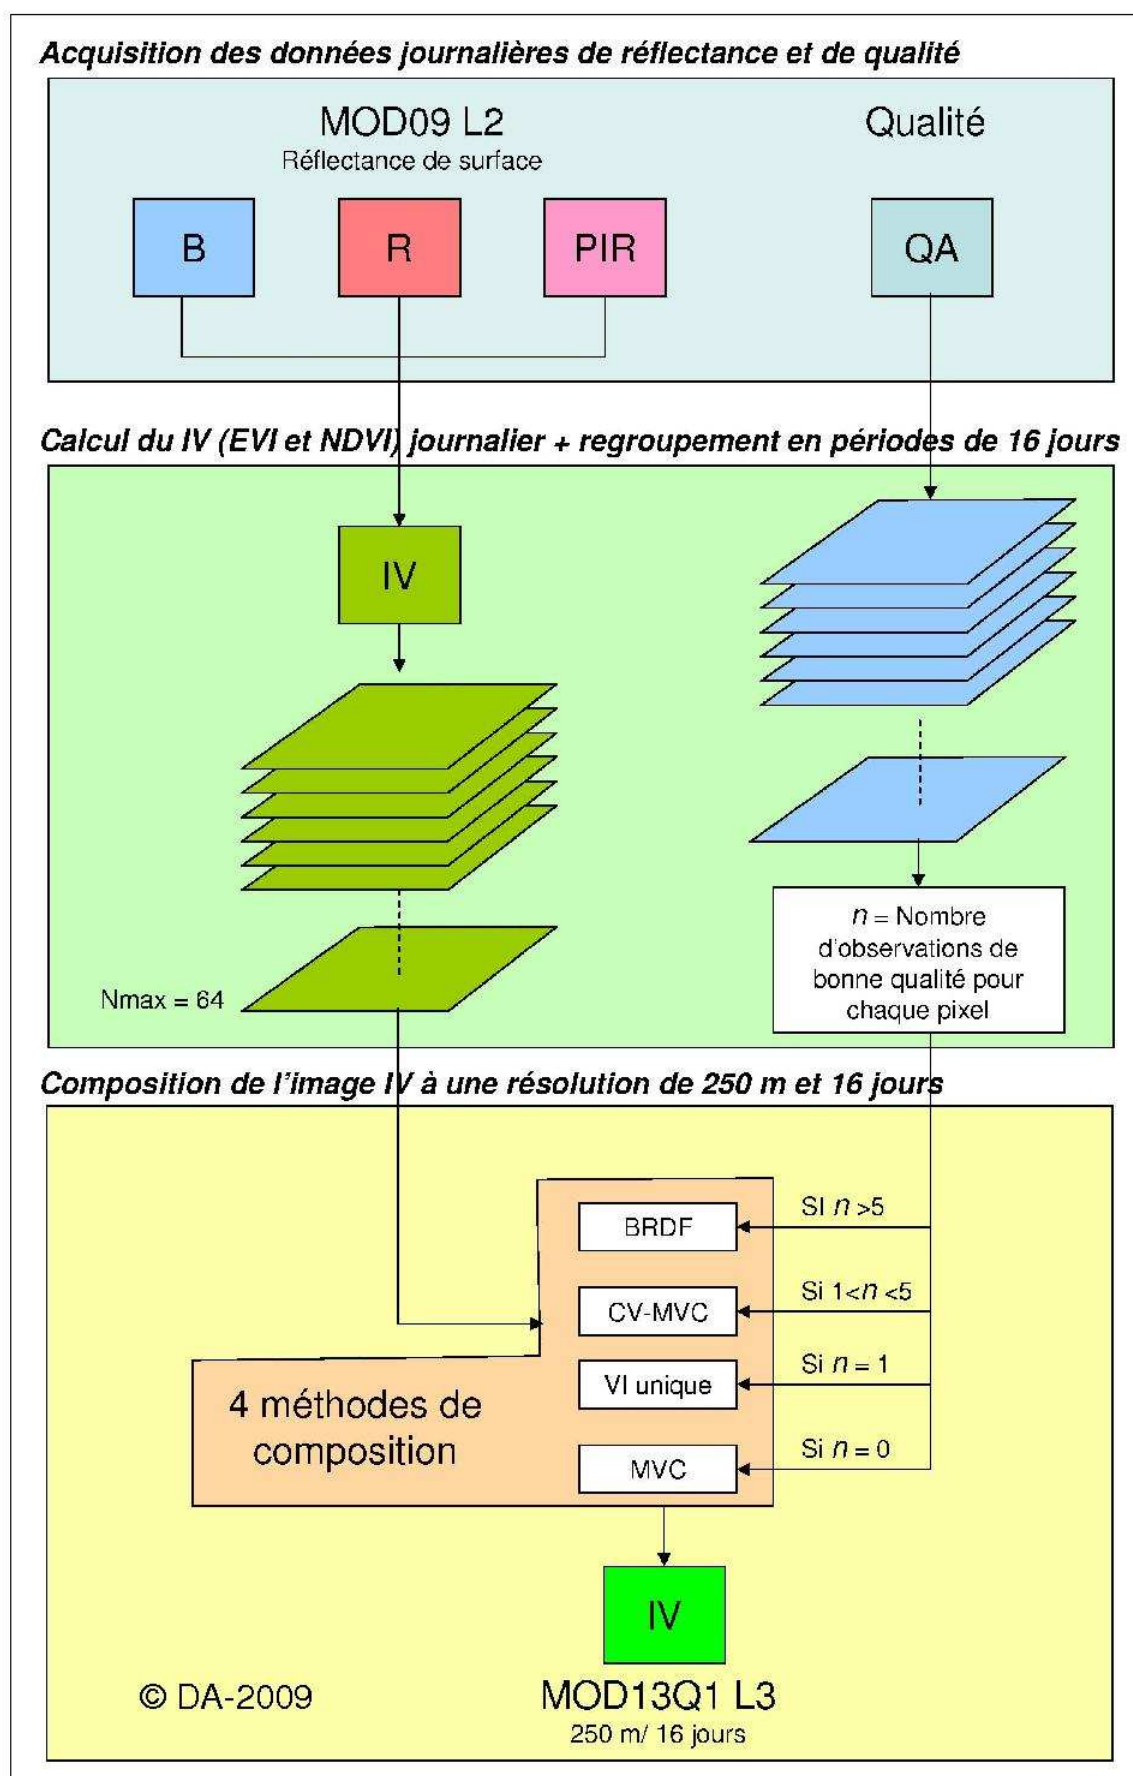 Acquisition des données journalières de réflectance et de qualité
MOD09 L2
Réflectance de surface
Qualité
B
R
PIR
QA
Calcul du IV (EVI et NDVI) journalier + regroupement en périodes de 16 jours
IV
n = Nombre
d'observations de
bonne qualité pour
chaque pixel
Nmax = 64
Composition de l'image IV à une résolution de 250 m et 16 jours
BRDF
SI n >5
CV-MVC
Si 1<n <5
VI unique
Si n = 1
MVC
Si n = 0
4 méthodes de
composition
IV
MOD13Q1 L3
250 m/ 16 jours
© DA-2009